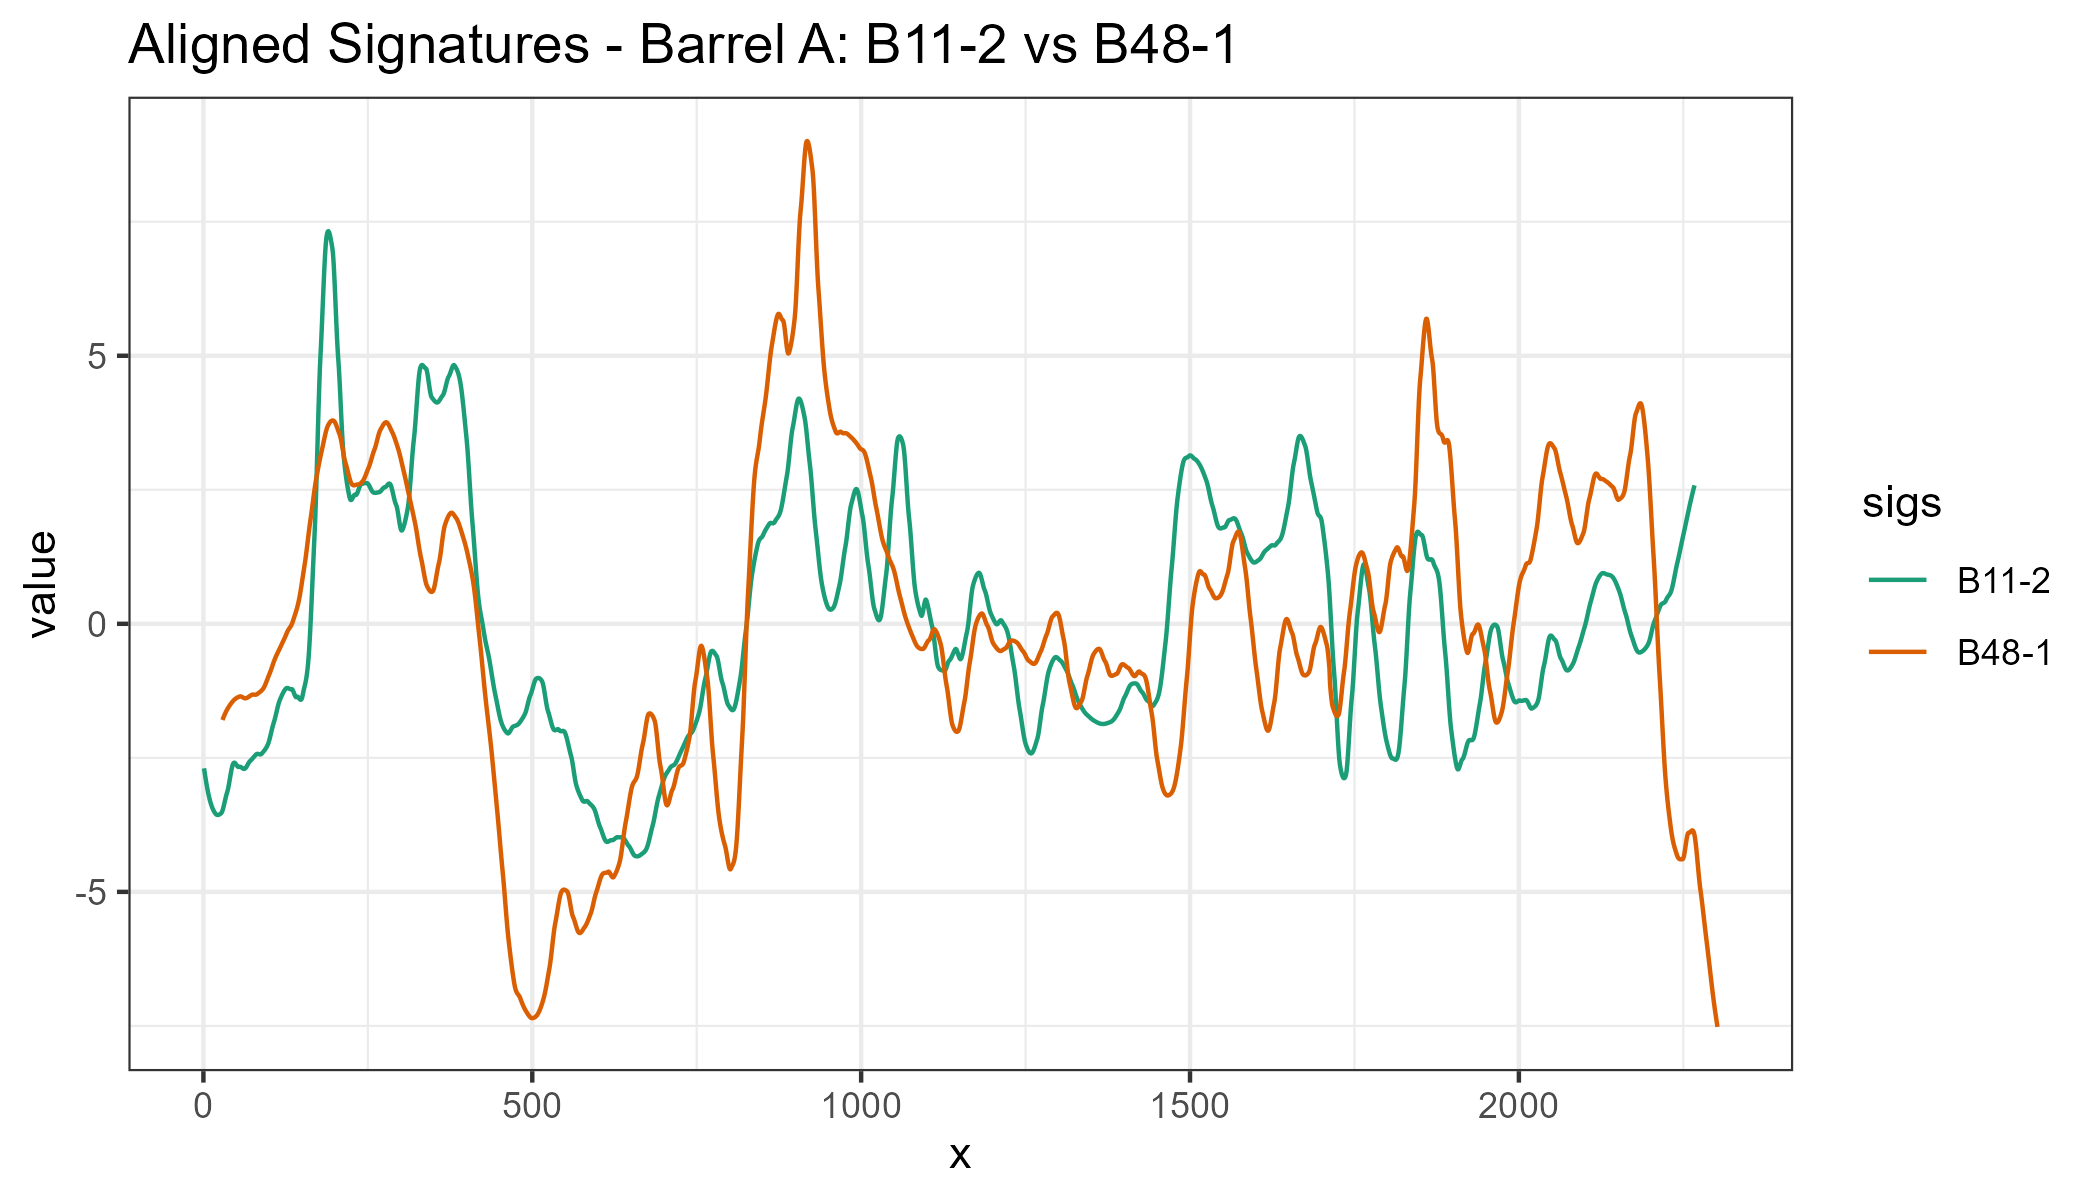 Aligned Signatures - Barrel A: B11-2 vs B48-1
value
5
0
-5
0
500
1000
1500
2000
x
sigs
B11-2
B48-1